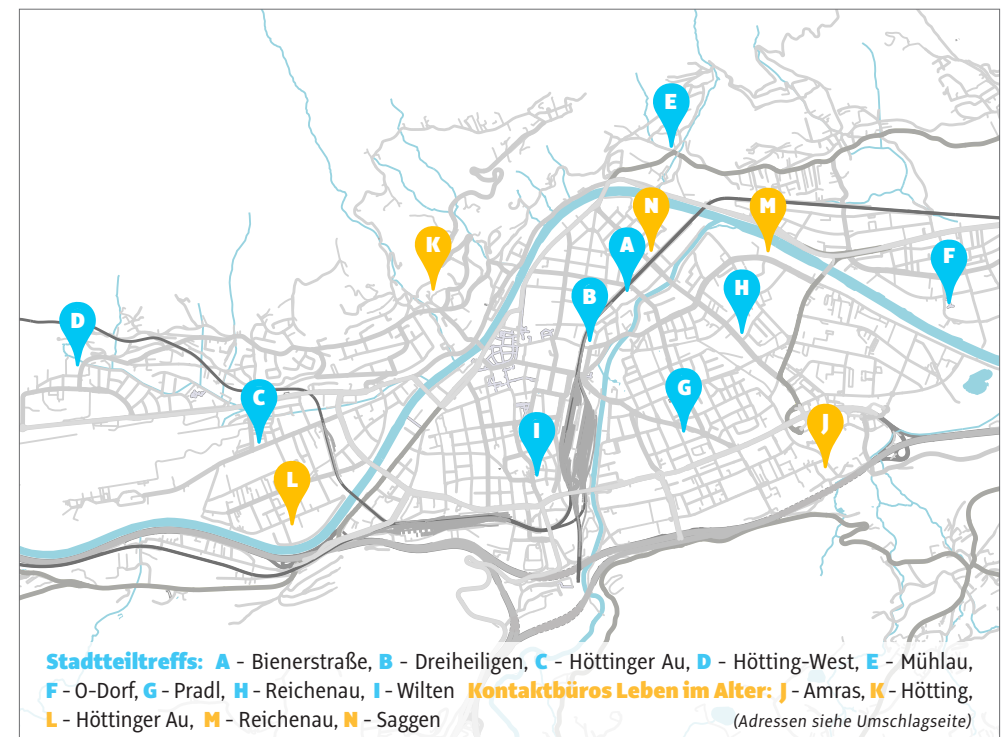 E
N
M
K
A
F
H
B
D
G
C
I
J
L
Stadtteiltreffs: A - Bienerstraße, B - Dreiheiligen, C - Höttinger Au, D - Hötting-West, E - Mühlau,
F - O-Dorf, G - Pradl, H - Reichenau, I - Wilten Kontaktbüros Leben im Alter: J - Amras, K - Hötting,
L - Höttinger Au, M - Reichenau, N - Saggen (Adressen siehe Umschlagseite)